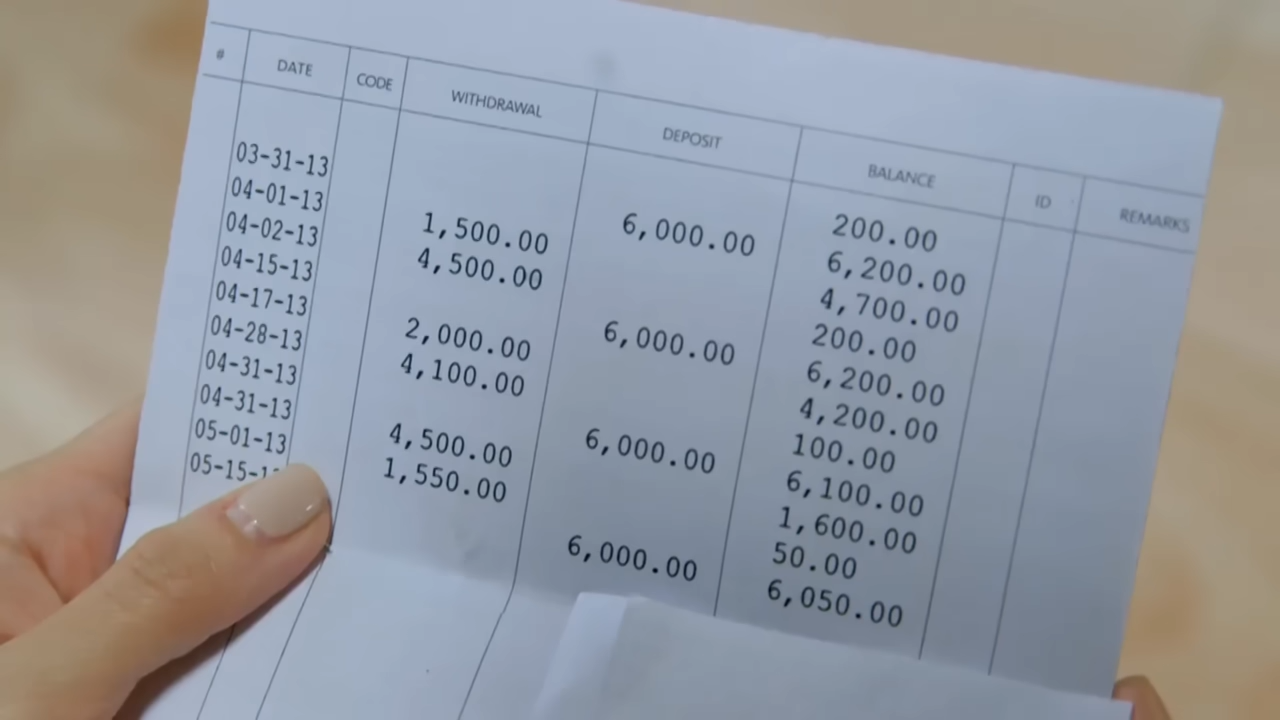 # DATE CODE WITHDRAWAL DEPOSIT BALANCE ID REMARKS
03-31-13 200.00
04-01-13 6,000.00 6,200.00
04-02-13 1,500.00 4,700.00
04-15-13 4,500.00 200.00
04-17-13 6,000.00 6,200.00
04-28-13 2,000.00 4,200.00
04-31-13 4,100.00 100.00
04-31-13 6,000.00 6,100.00
05-01-13 4,500.00 1,600.00
1,550.00 50.00
6,000.00 6,050.00